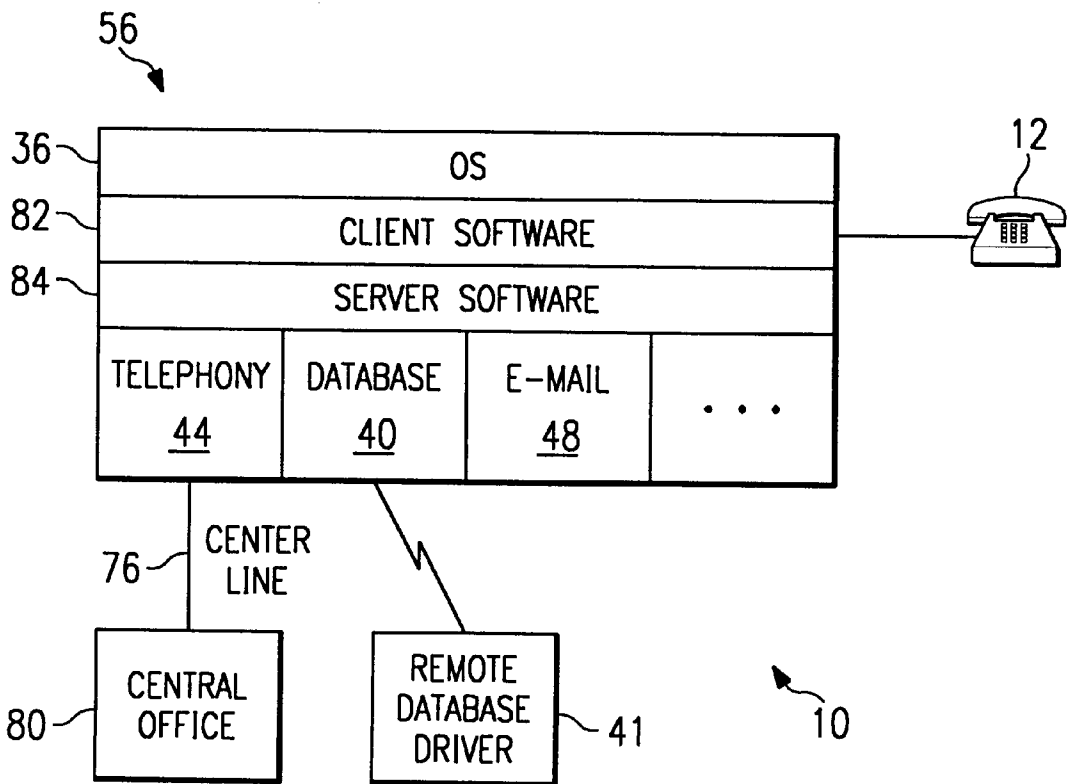 56
36
OS
12
82
CLIENT SOFTWARE
84
SERVER SOFTWARE
TELEPHONY
44
DATABASE
40
E-MAIL
48
• • •
76
CENTER
LINE
80
CENTRAL
OFFICE
REMOTE
DATABASE
DRIVER
41
10